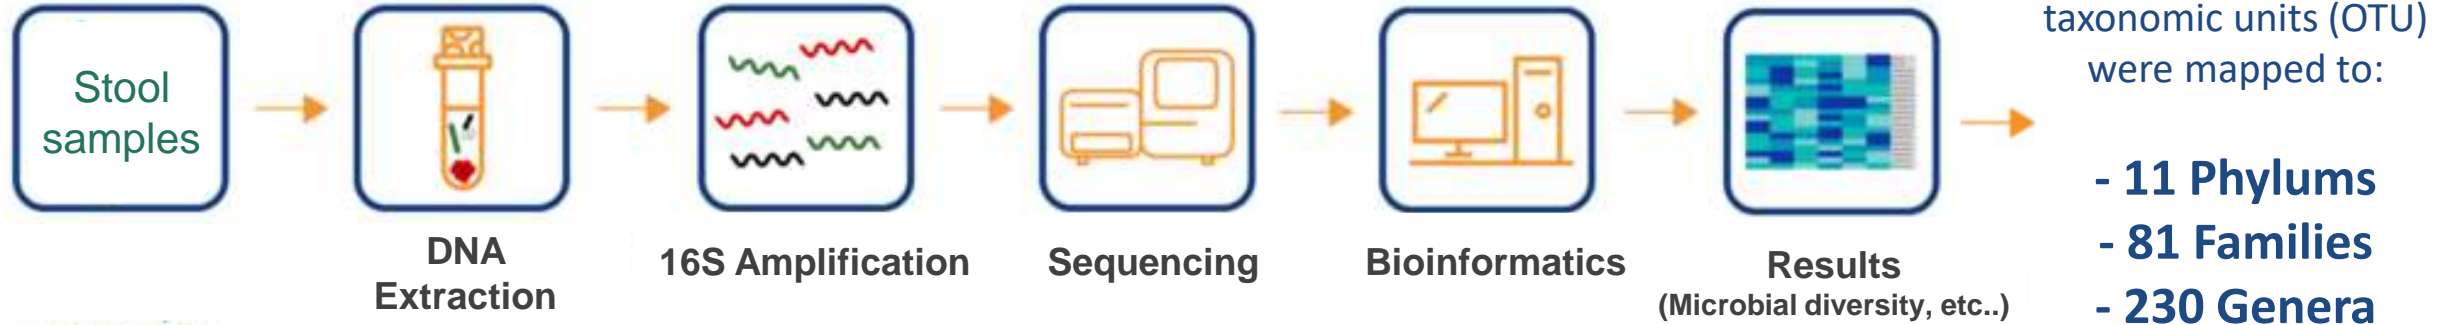 Stool
samples
DNA
Extraction
16S Amplification
Sequencing
Bioinformatics
Results
(Microbial diversity, etc..)
taxonomic units (OTU)
were mapped to:
- 11 Phylums
- 81 Families
- 230 Genera